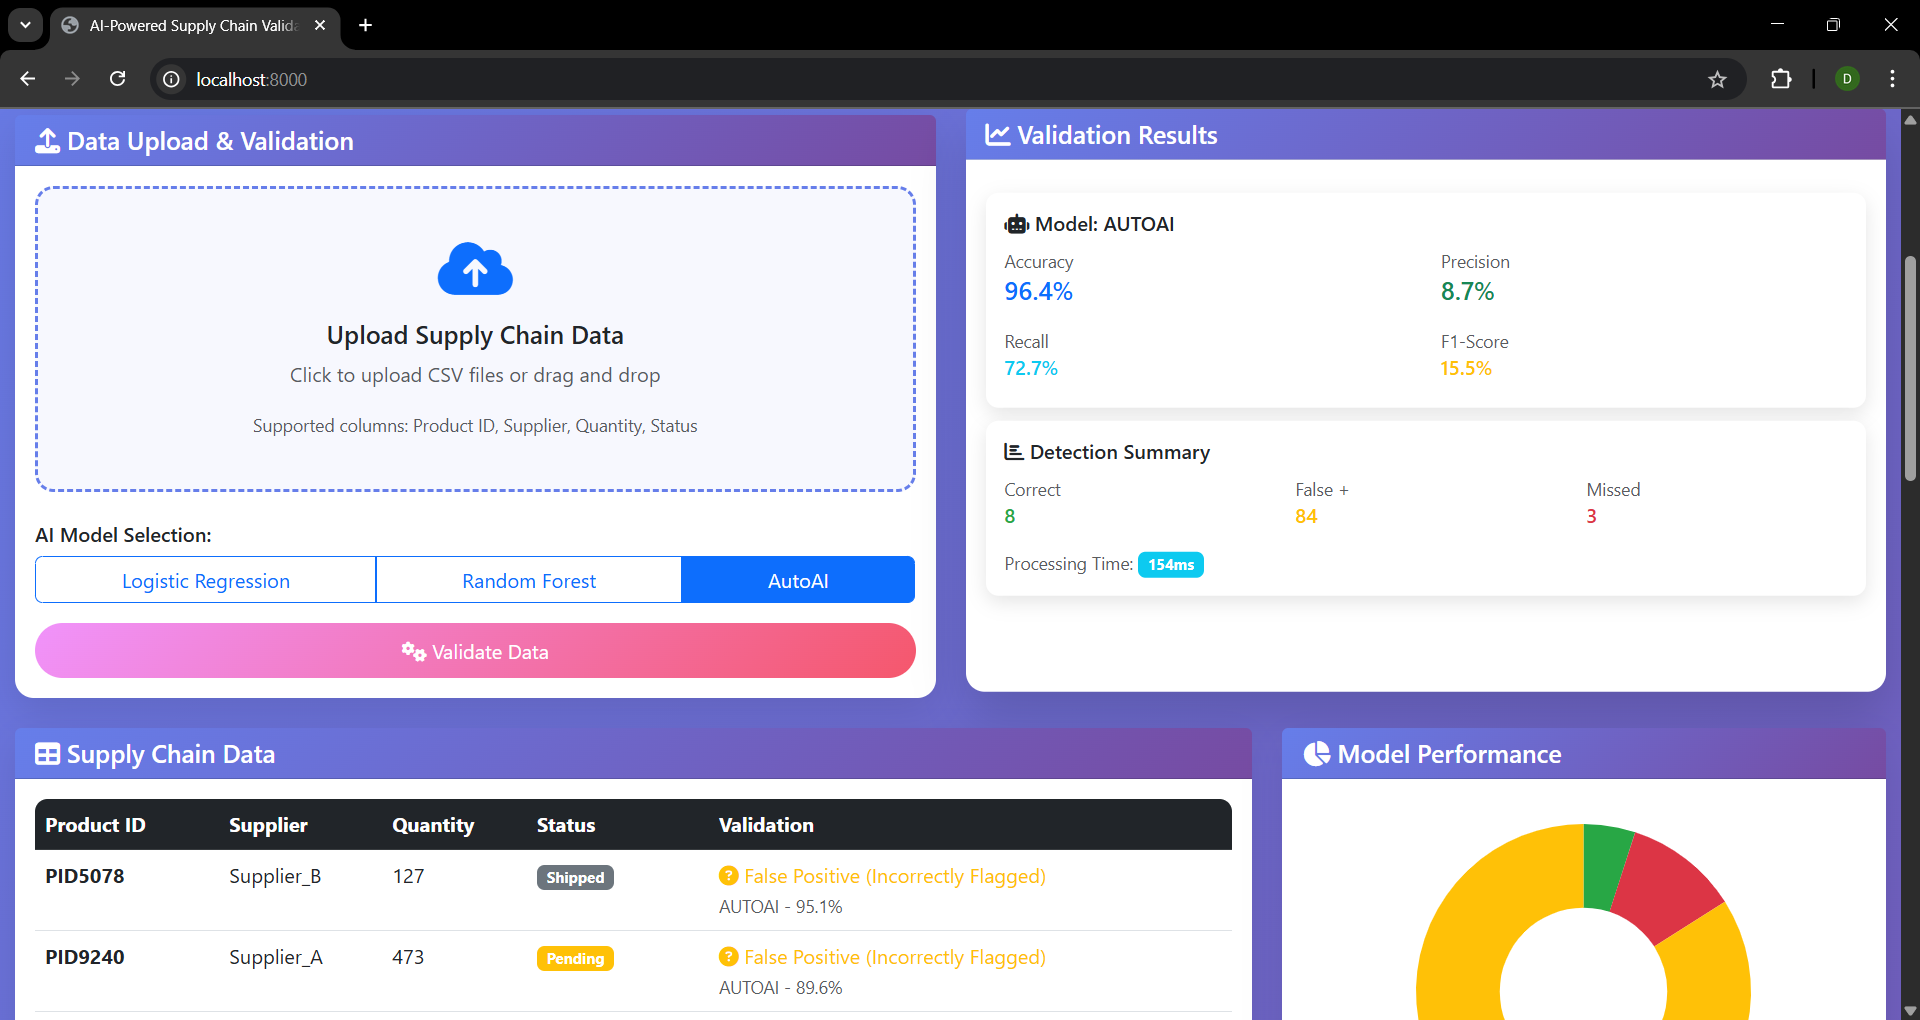 AI-Powered Supply Chain Valida
localhost:8000
D
Data Upload & Validation
Upload Supply Chain Data
Click to upload CSV files or drag and drop
Supported columns: Product ID, Supplier, Quantity, Status
AI Model Selection:
Logistic Regression
Random Forest
AutoAI
Validate Data
Validation Results
Model: AUTOAI
Accuracy
96.4%
Precision
8.7%
Recall
72.7%
F1-Score
15.5%
Detection Summary
Correct
8
False +
84
Missed
3
Processing Time: 154ms
Supply Chain Data
Product ID Supplier Quantity Status Validation
PID5078 Supplier_B 127 Shipped ? False Positive (Incorrectly Flagged)
AUTOAI - 95.1%
PID9240 Supplier_A 473 Pending ? False Positive (Incorrectly Flagged)
AUTOAI - 89.6%
Model Performance